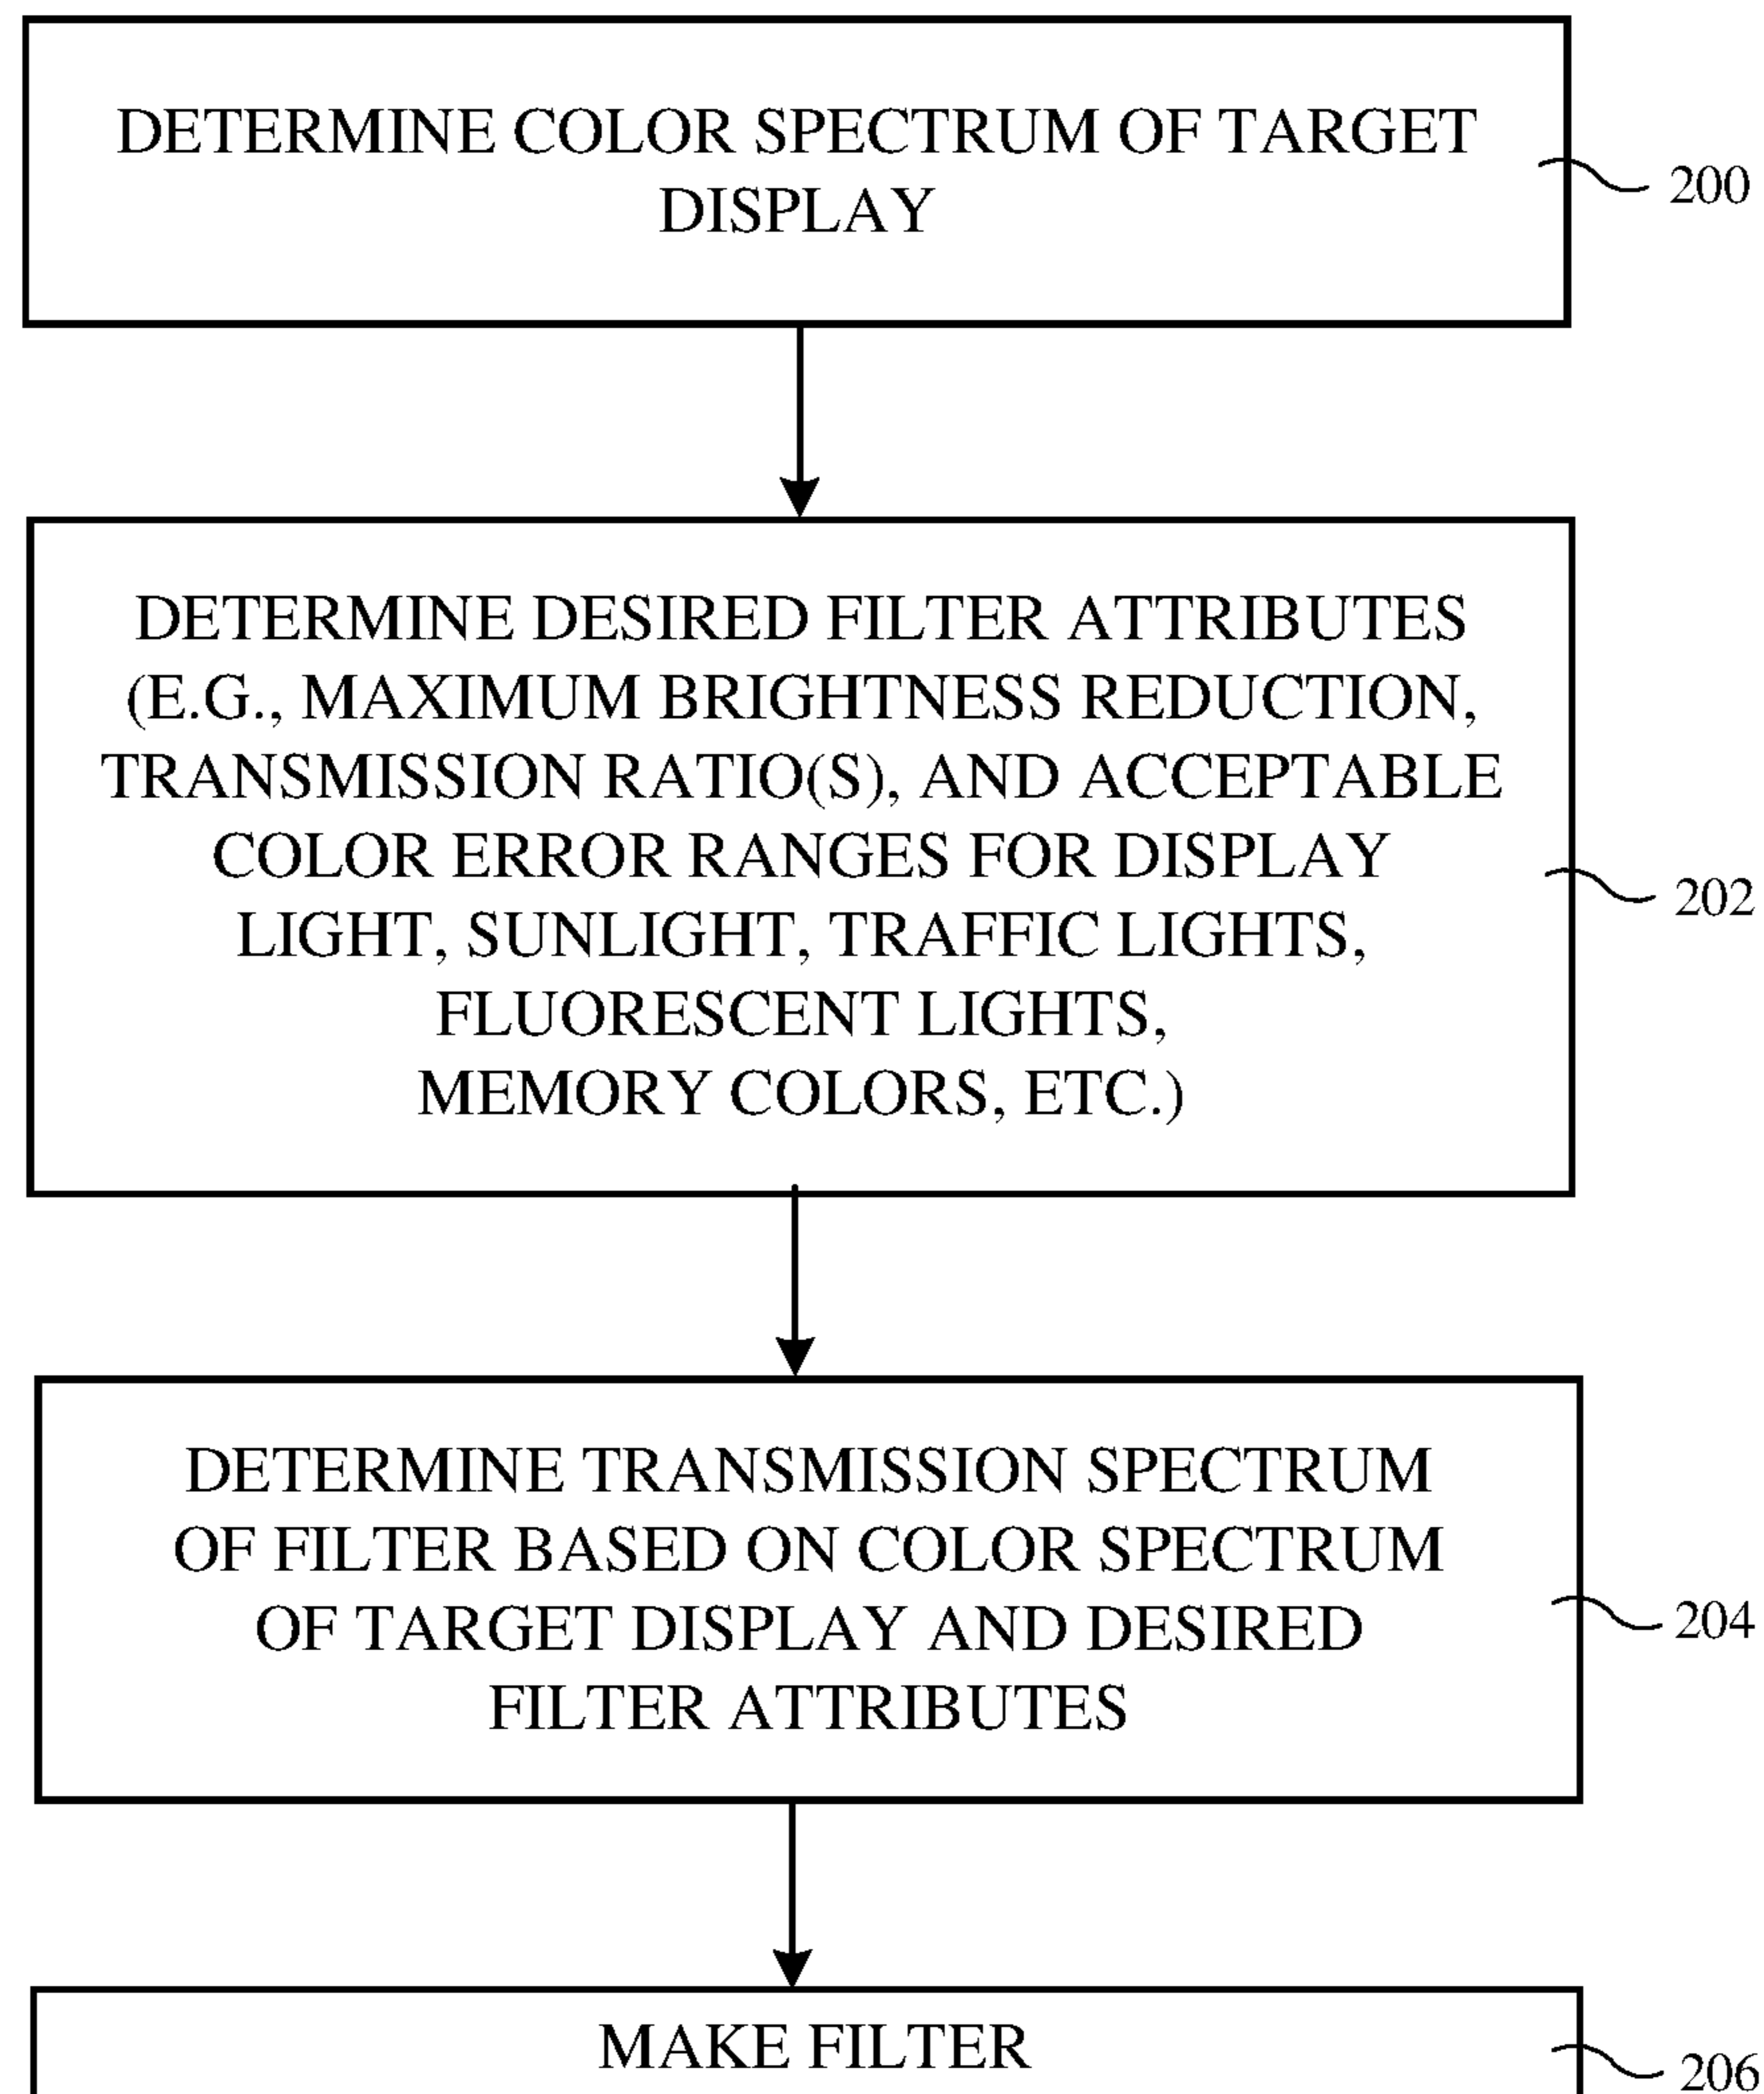 DETERMINE COLOR SPECTRUM OF TARGET
DISPLAY
200
DETERMINE DESIRED FILTER ATTRIBUTES
(E.G., MAXIMUM BRIGHTNESS REDUCTION,
TRANSMISSION RATIO(S), AND ACCEPTABLE
COLOR ERROR RANGES FOR DISPLAY
LIGHT, SUNLIGHT, TRAFFIC LIGHTS,
FLUORESCENT LIGHTS,
MEMORY COLORS, ETC.)
202
DETERMINE TRANSMISSION SPECTRUM
OF FILTER BASED ON COLOR SPECTRUM
OF TARGET DISPLAY AND DESIRED
FILTER ATTRIBUTES
204
MAKE FILTER
206